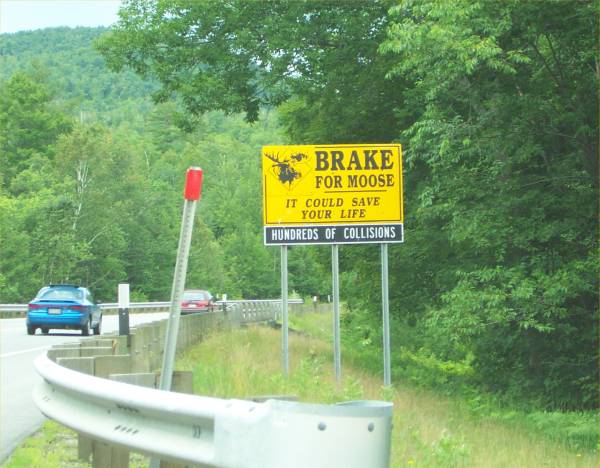 BRAKE
FOR MOOSE
IT COULD SAVE
YOUR LIFE
HUNDREDS OF COLLISIONS